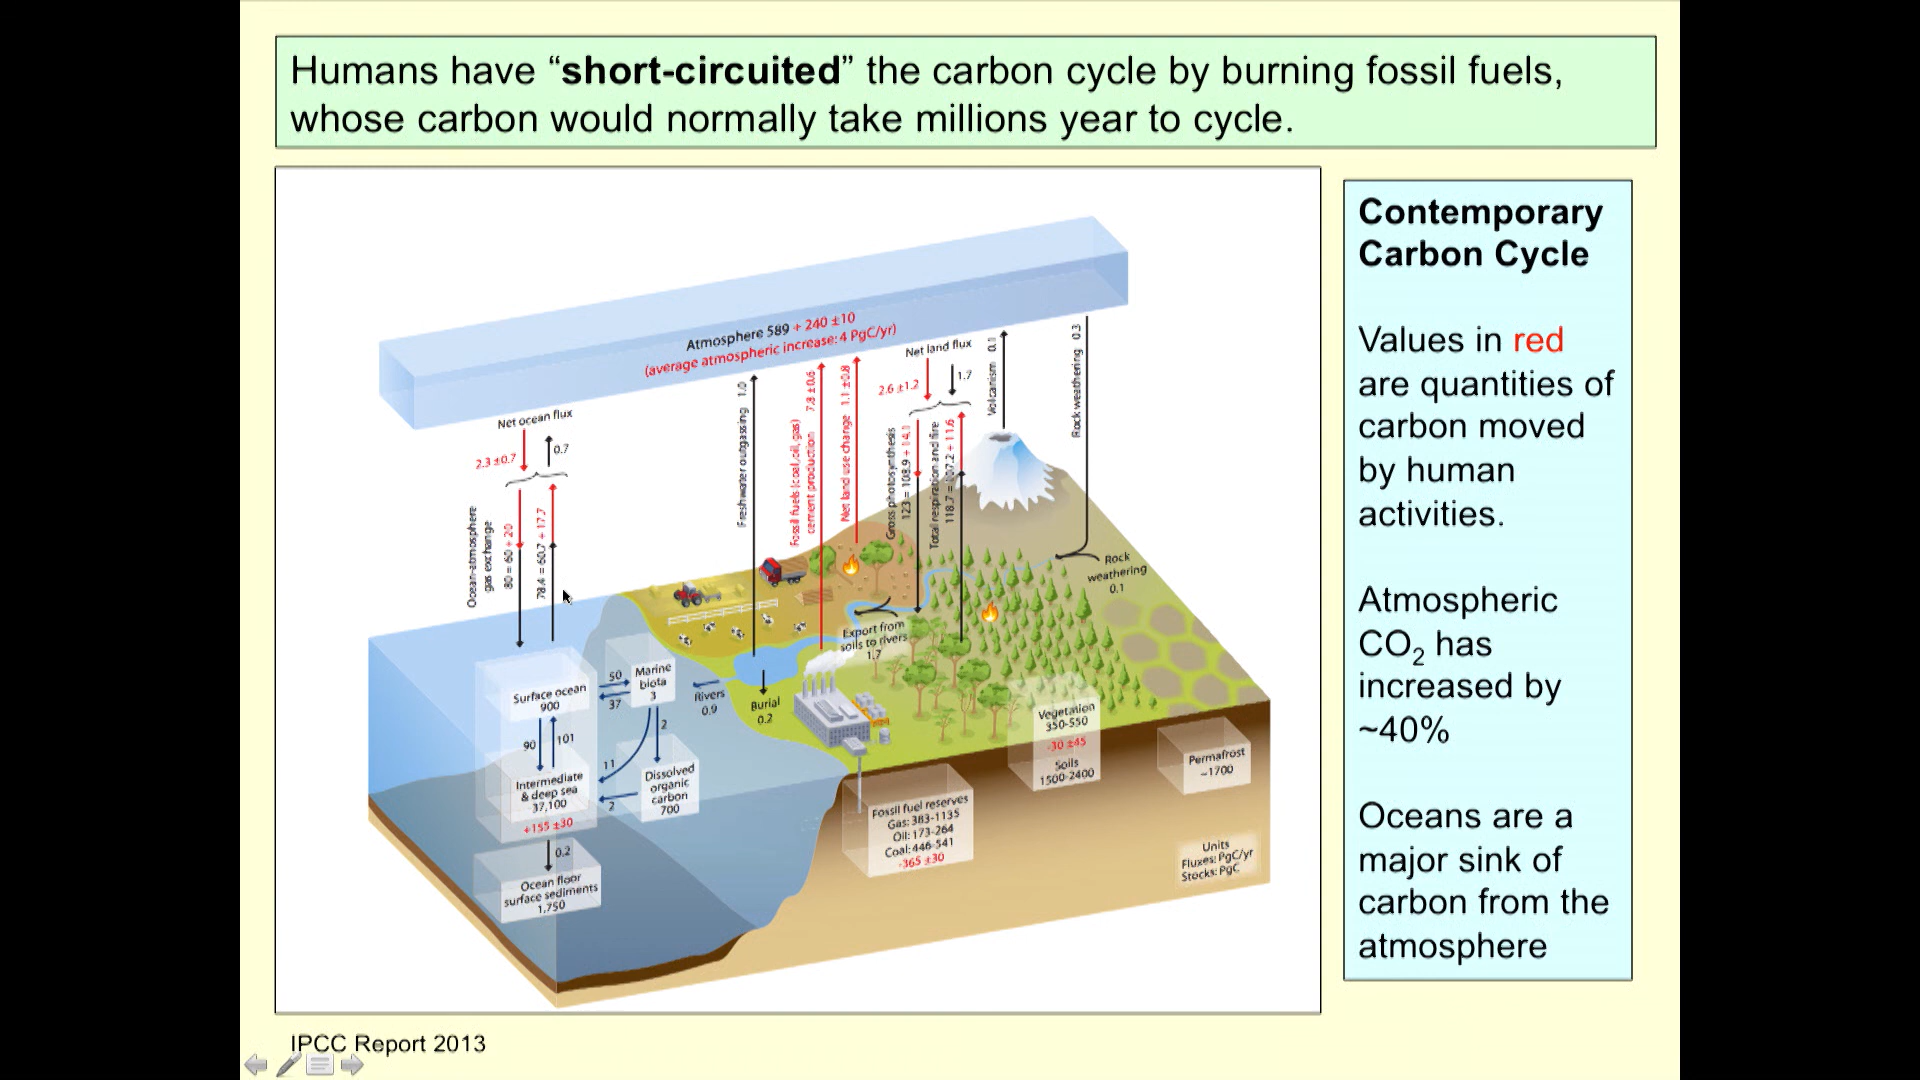 Humans have “short-circuited” the carbon cycle by burning fossil fuels,
whose carbon would normally take millions year to cycle.
Atmosphere 589 + 240 ±10
(average atmospheric increase: 4 PgC/yr)
Net ocean flux
2.3 ±0.7
0.7
Ocean-atmosphere
gas exchange
80 = 60 + 20
78.4 = 60.7 + 17.7
Freshwater outgassing 1.0
Fossil fuels (coal, oil, gas)
cement production 7.8 ±0.6
Net land use change 1.1 ±0.8
Net land flux
2.6 ±1.2
1.7
Gross photosynthesis
123 = 108.9 + 14.1
Total respiration and fire
118.7 = 107.2 + 11.6
Volcanism 0.1
Rock weathering 0.3
Rock
weathering
0.1
Export from
soils to rivers
1.7
Surface ocean
900
50
37
Marine
biota
3
Rivers
0.9
Burial
0.2
90
101
2
11
2
Intermediate
& deep sea
37,100
+155 ±30
Dissolved
organic
carbon
700
0.2
Ocean floor
surface sediments
1,750
Fossil fuel reserves
Gas: 383-1135
Oil: 173-264
Coal: 446-541
-365 ±30
Vegetation
350-550
-30 ±45
Soils
1500-2400
Permafrost
~1700
Units
Fluxes: PgC/yr
Stocks: PgC
Contemporary
Carbon Cycle
Values in red
are quantities of
carbon moved
by human
activities.
Atmospheric
CO2 has
increased by
~40%
Oceans are a
major sink of
carbon from the
atmosphere
IPCC Report 2013